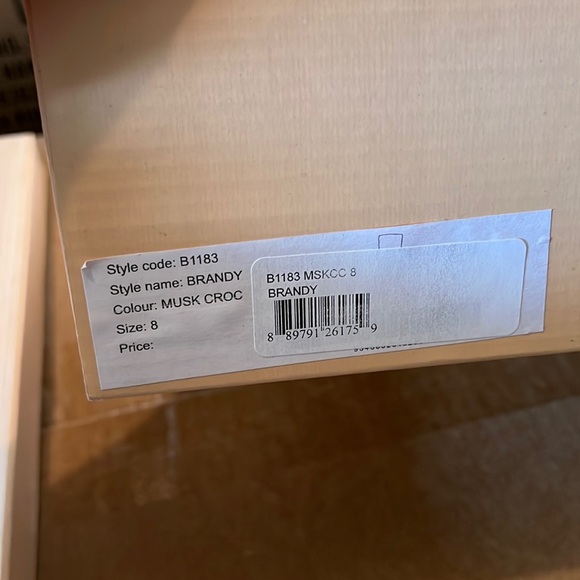 Style code: B1183
Style name: BRANDY
Colour: MUSK CROC
Size: 8
Price:
B1183 MSKCC 8
BRANDY
8 89791 26175 9